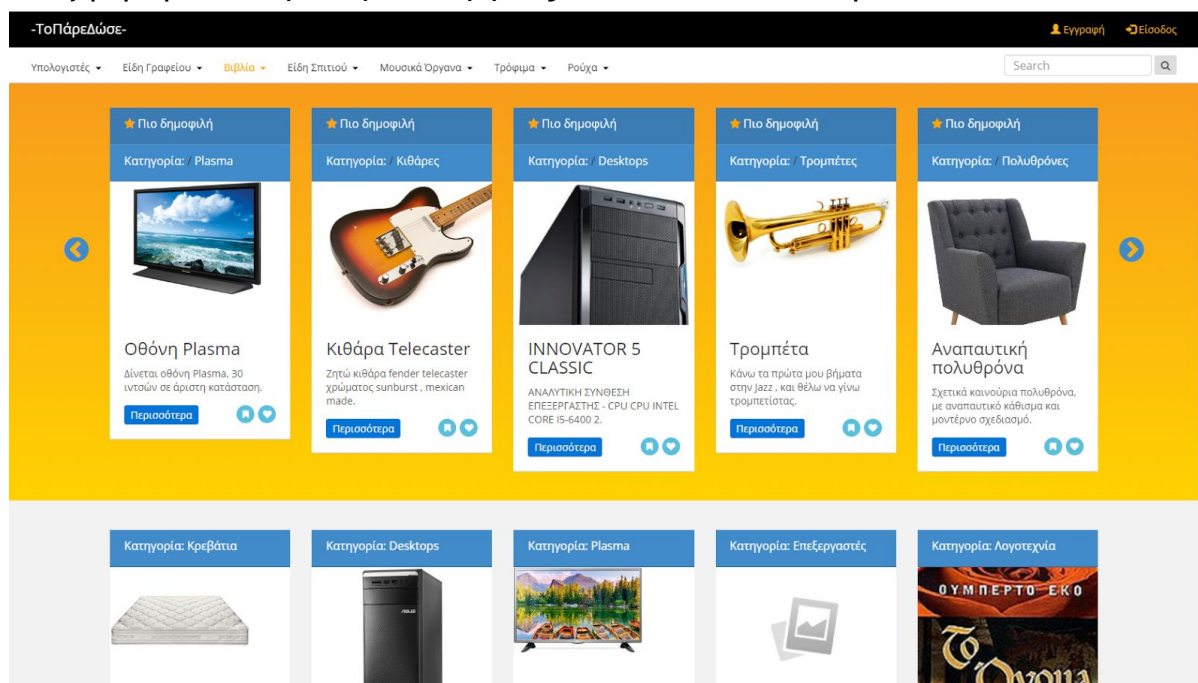 -ΤοΠάρεΔώσε-
Εγγραφή
Είσοδος
Υπολογιστές
Είδη Γραφείου
Βιβλία
Είδη Σπιτιού
Μουσικά Όργανα
Τρόφιμα
Ρούχα
Search
Πιο δημοφιλή
Κατηγορία: / Plasma
Οθόνη Plasma
Δίνεται οθόνη Plasma, 30
ιντσών σε άριστη κατάσταση.
Περισσότερα
Πιο δημοφιλή
Κατηγορία: / Κιθάρες
Κιθάρα Telecaster
Ζητώ κιθάρα fender telecaster
χρώματος sunburst , mexican
made.
Περισσότερα
Πιο δημοφιλή
Κατηγορία: / Desktops
INNOVATOR 5
CLASSIC
ΑΝΑΛΥΤΙΚΗ ΣΥΝΘΕΣΗ
ΕΠΕΞΕΡΓΑΣΤΗΣ - CPU CPU INTEL
CORE I5-6400 2.
Περισσότερα
Πιο δημοφιλή
Κατηγορία: / Τρομπέτες
Τρομπέτα
Κάνω τα πρώτα μου βήματα
στην Jazz , και θέλω να γίνω
τρομπετίστας.
Περισσότερα
Πιο δημοφιλή
Κατηγορία: / Πολυθρόνες
Αναπαυτική
πολυθρόνα
Σχετικά καινούρια πολυθρόνα,
με αναπαυτικό κάθισμα και
μοντέρνο σχεδιασμό.
Περισσότερα
Κατηγορία: Κρεβάτια
Κατηγορία: Desktops
ASUS
Κατηγορία: Plasma
Κατηγορία: Επεξεργαστές
Κατηγορία: Λογοτεχνία
ΟΥΜΠΕΡΤΟ ΕΚΟ
Το
Όνομα